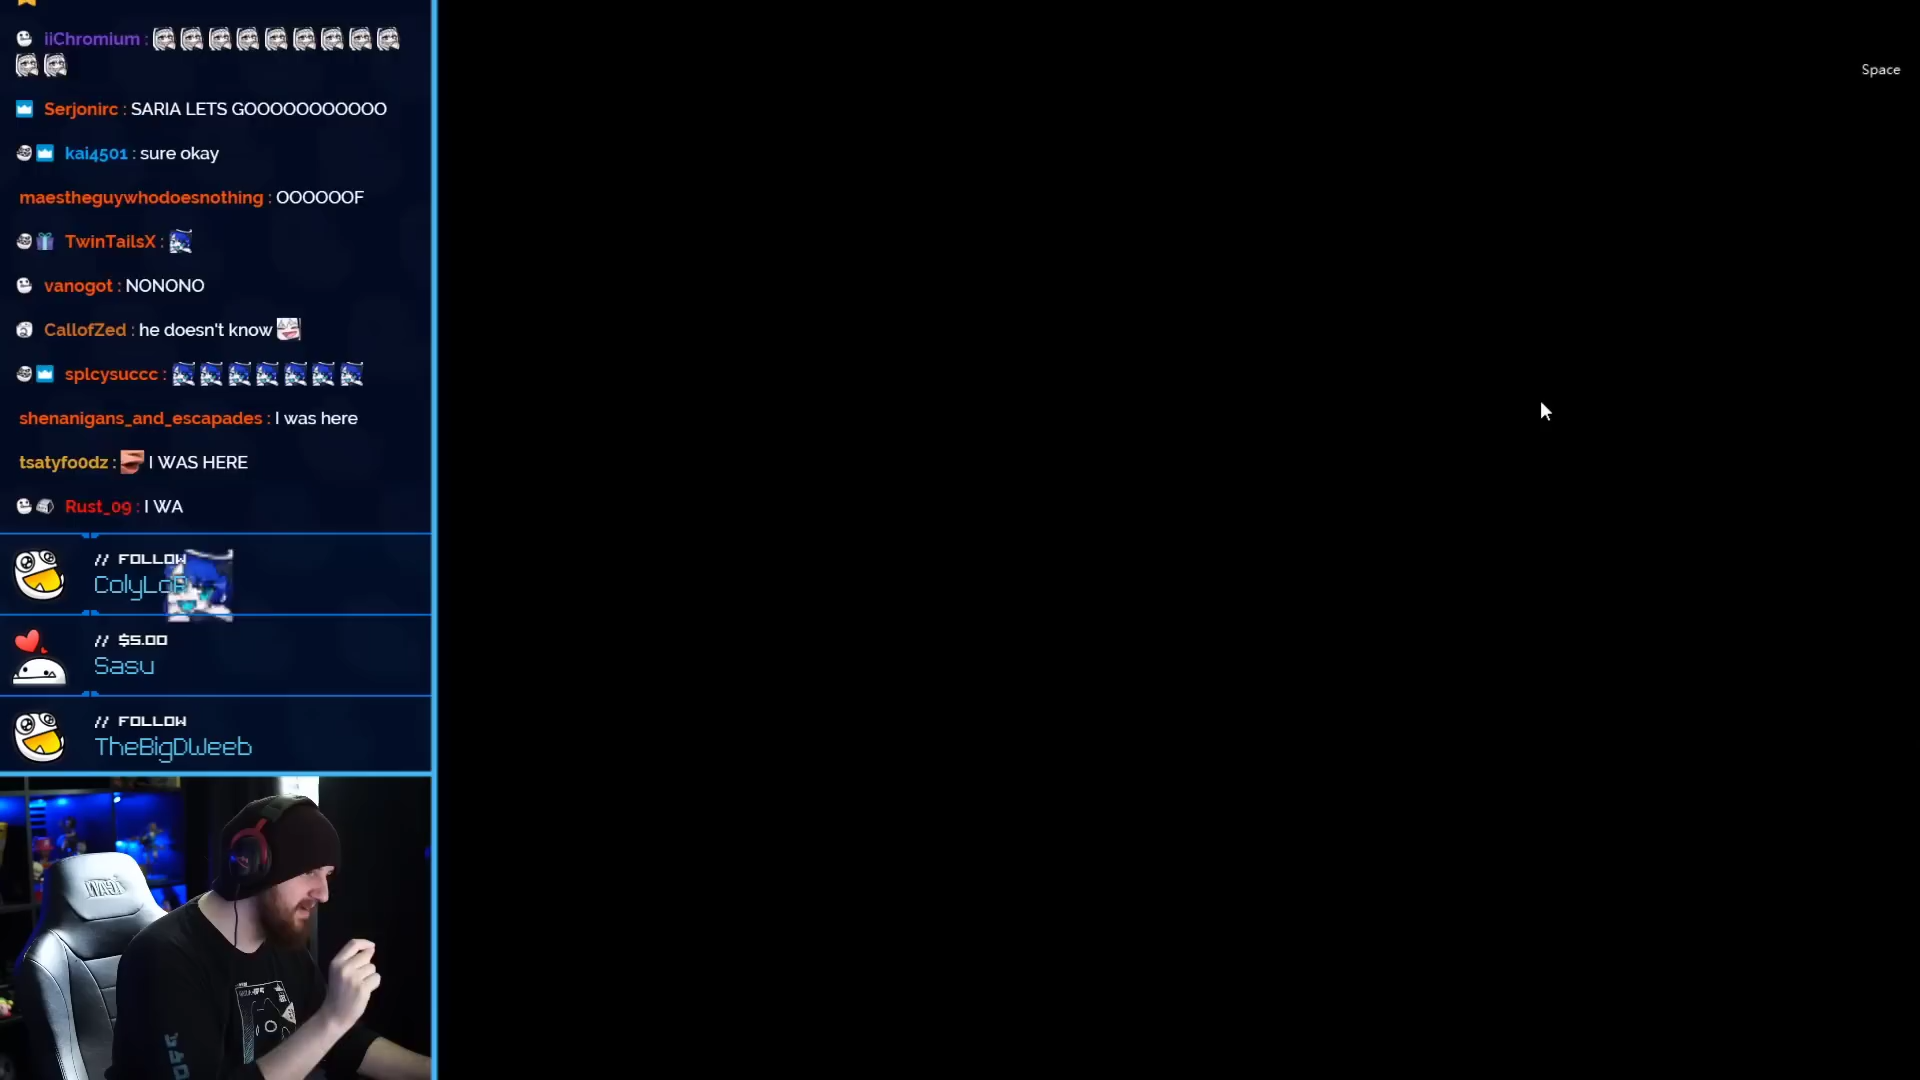 iiChromium :
Serjonirc : SARIA LETS GOOOOOOOOOOO
kai4501 : sure okay
maestheguywhodoesnothing : OOOOOOF
TwinTailsX :
vanogot : NONONO
CallofZed : he doesn't know
splcysuccc :
shenanigans_and_escapades : I was here
tsatyfo0dz : I WAS HERE
Rust_09 : I WA
// FOLLOW
// $5.00
Sasu
// FOLLOW
TheBigDWeeb
Space